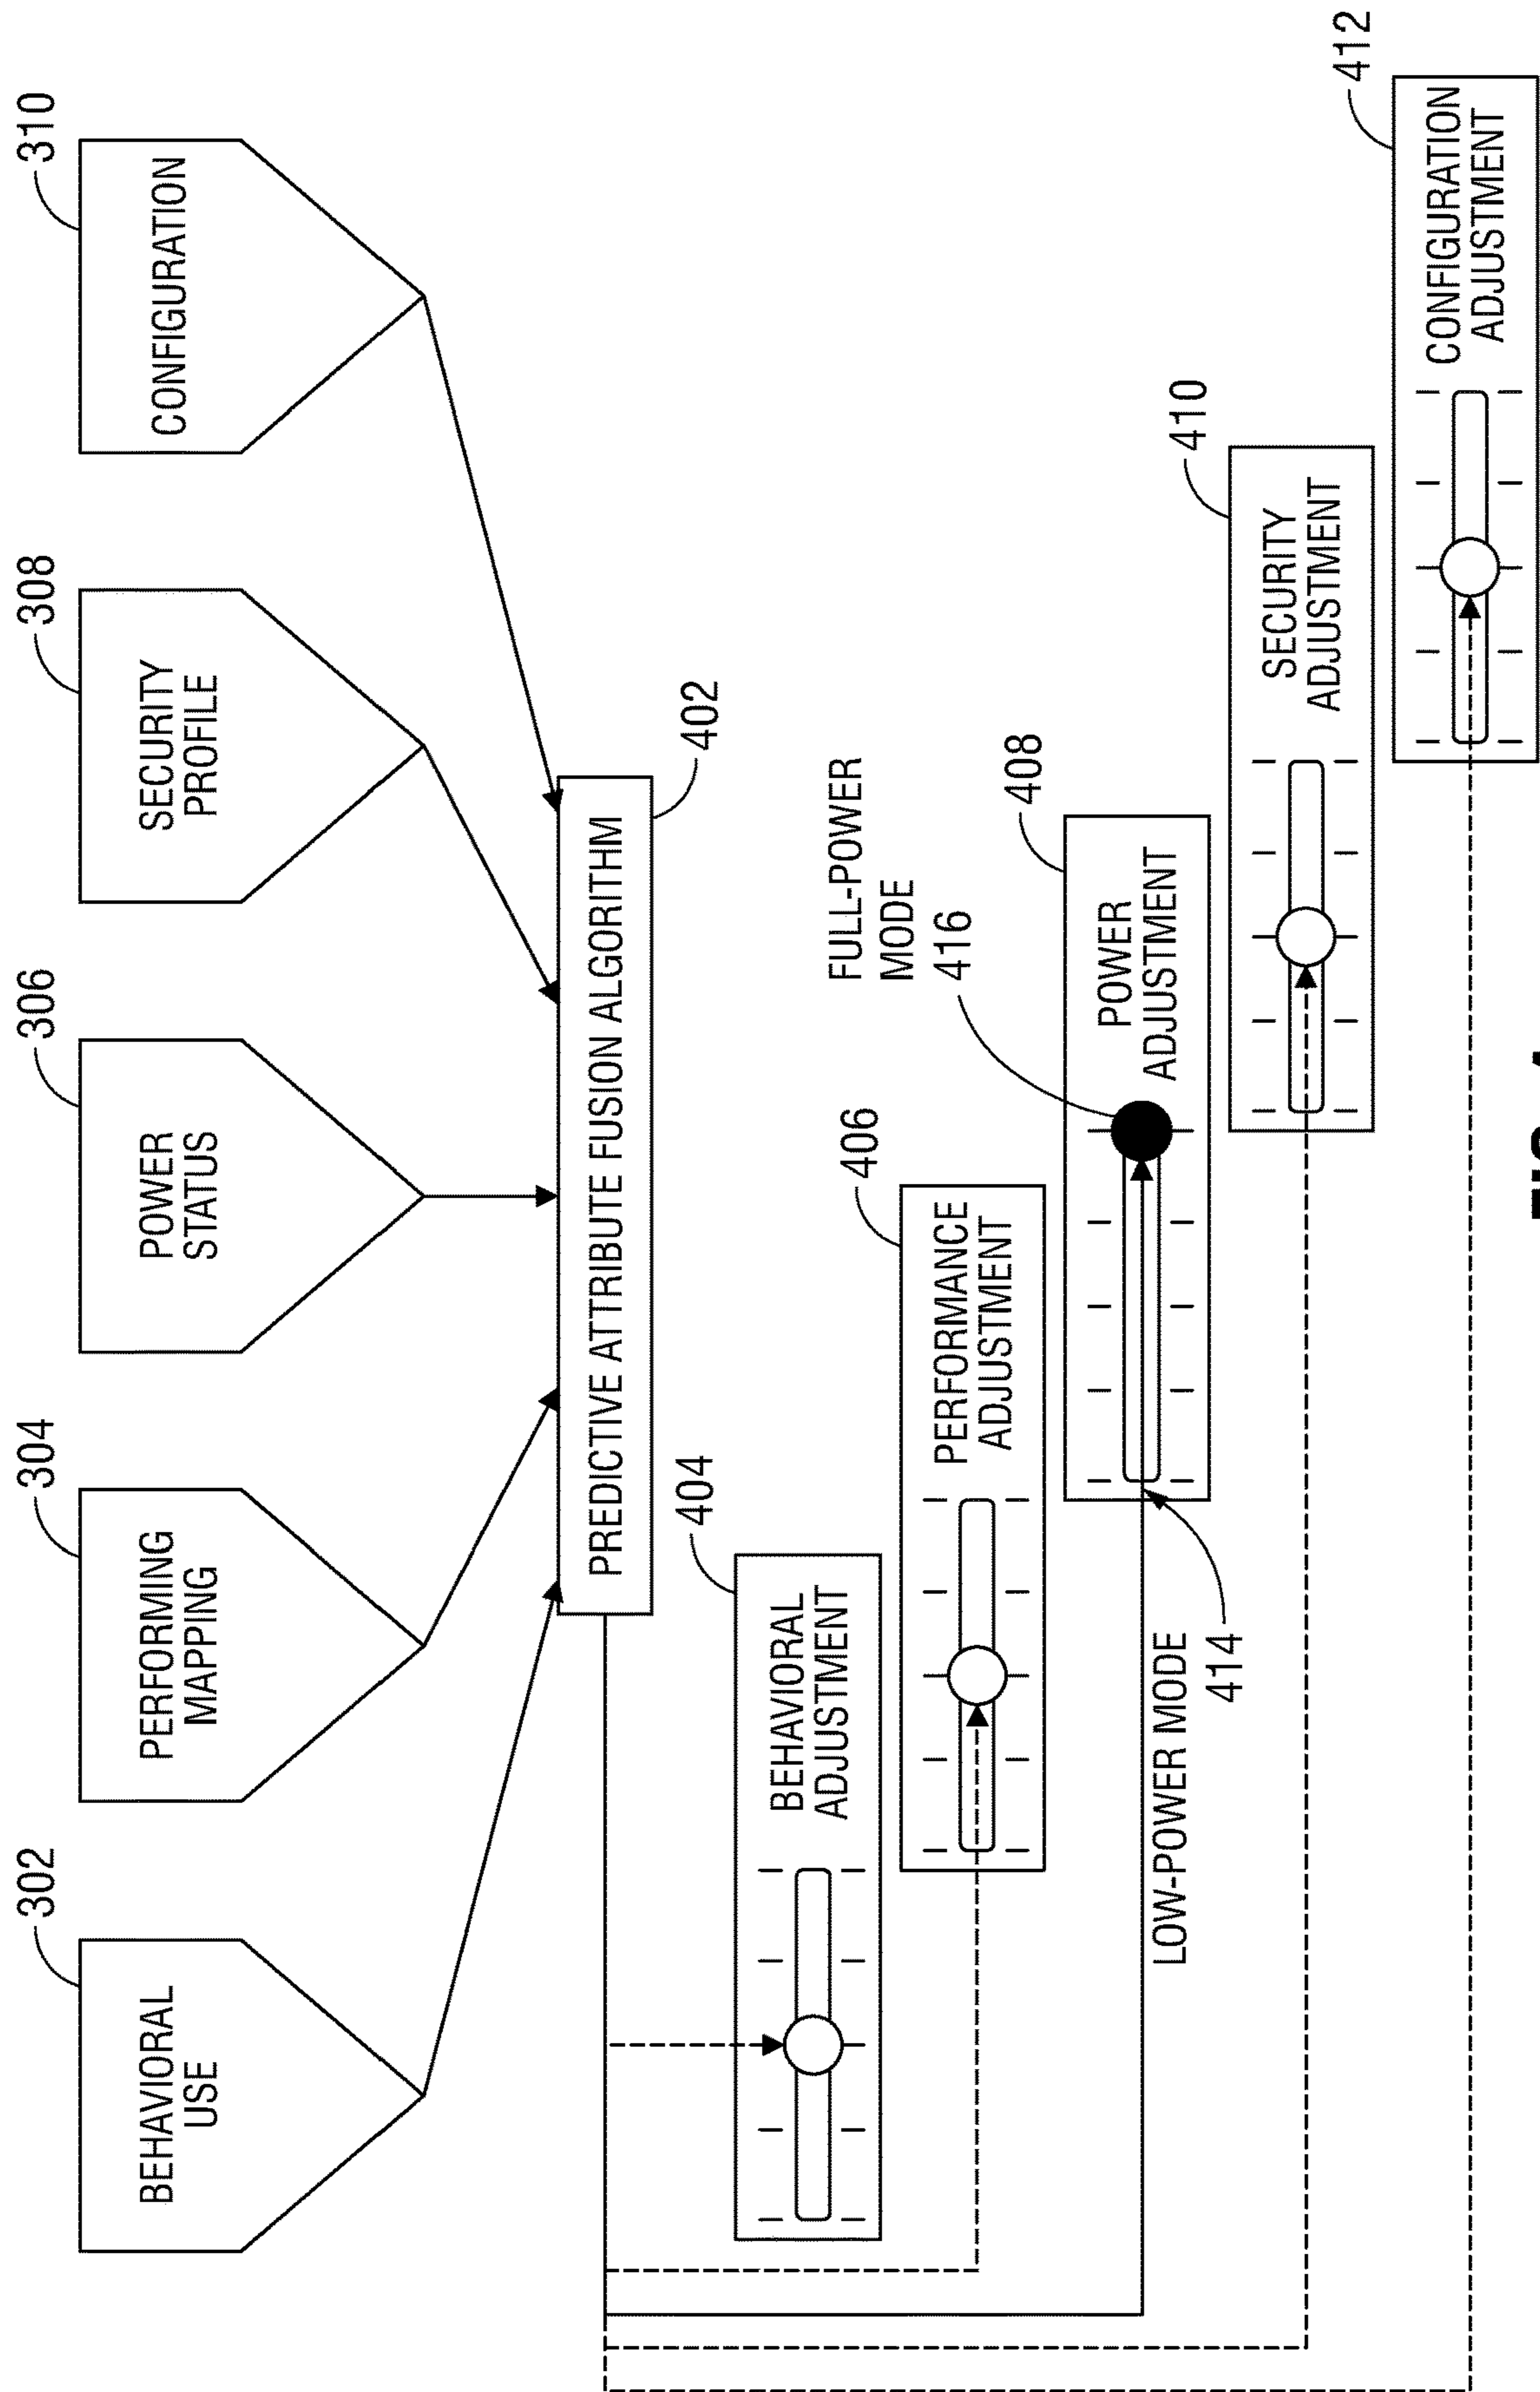 302
BEHAVIORAL
USE
304
PERFORMING
MAPPING
306
POWER
STATUS
308
SECURITY
PROFILE
310
CONFIGURATION
PREDICTIVE ATTRIBUTE FUSION ALGORITHM
402
404
BEHAVIORAL
ADJUSTMENT
406
PERFORMANCE
ADJUSTMENT
FULL-POWER
MODE
416
408
POWER
ADJUSTMENT
LOW-POWER MODE
414
410
SECURITY
ADJUSTMENT
412
CONFIGURATION
ADJUSTMENT